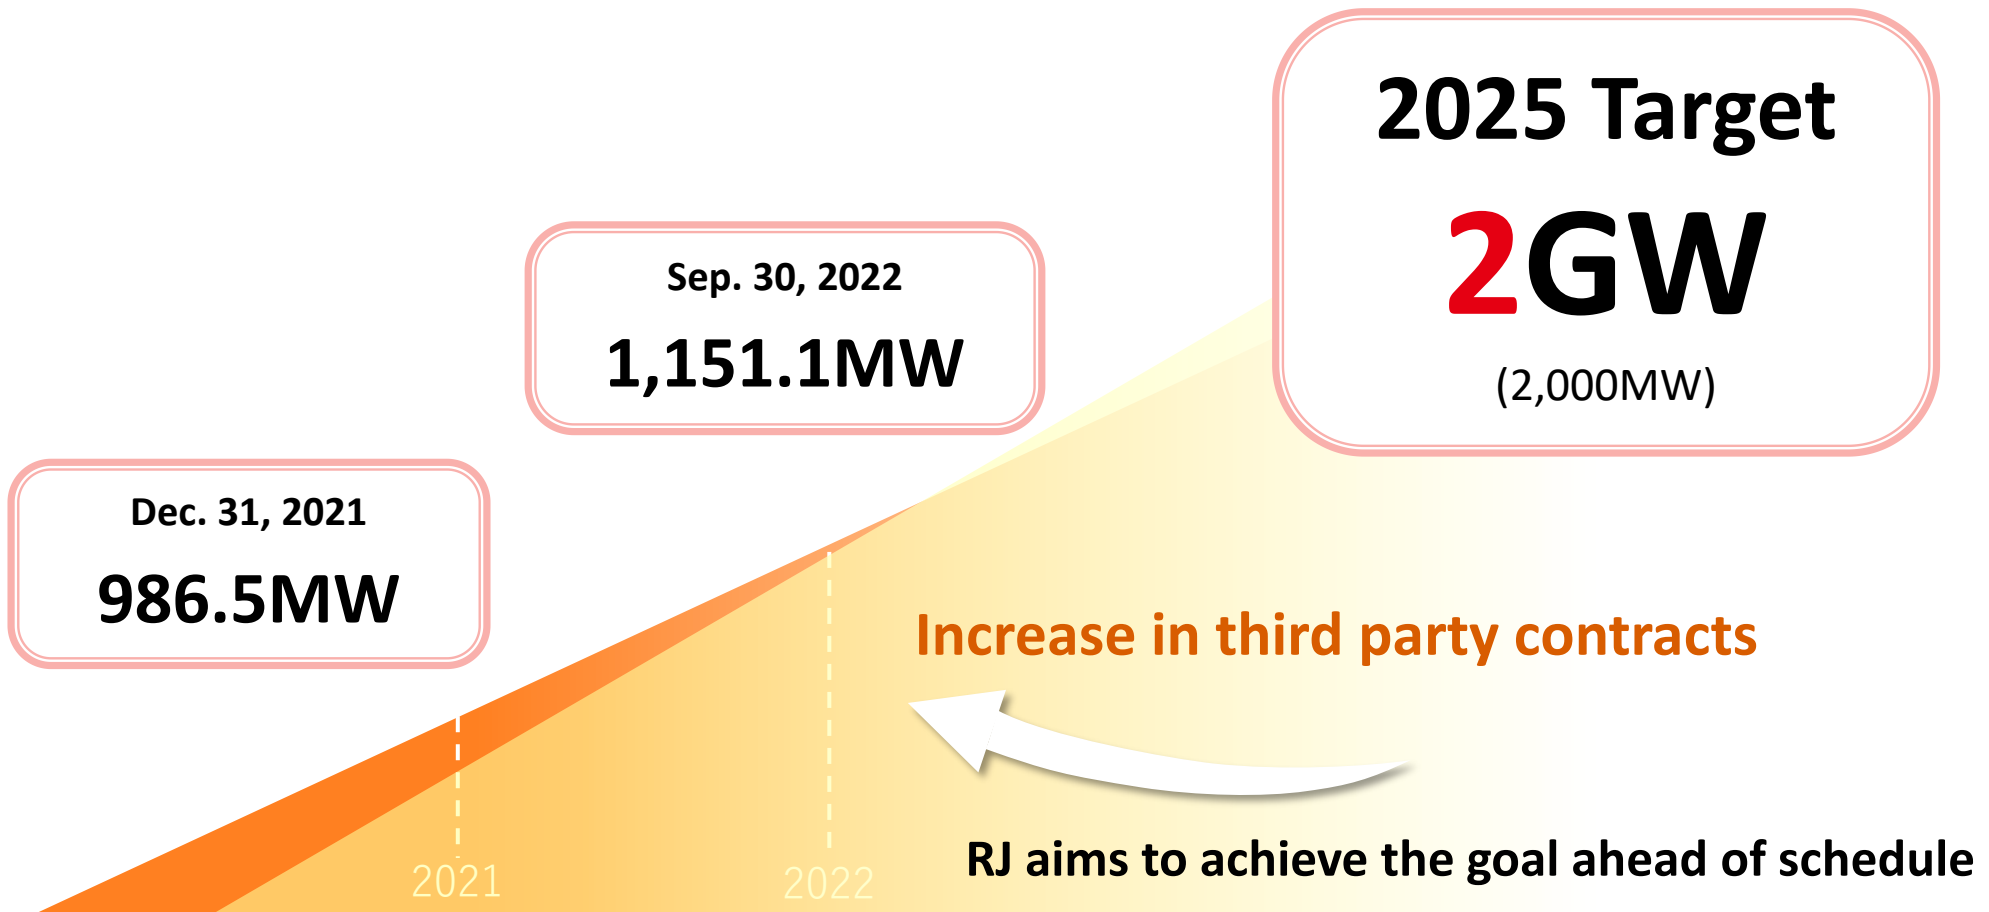 2025 Target
2GW
(2,000MW)
Sep. 30, 2022
1,151.1MW
Dec. 31, 2021
986.5MW
Increase in third party contracts
RJ aims to achieve the goal ahead of schedule
2021
2022